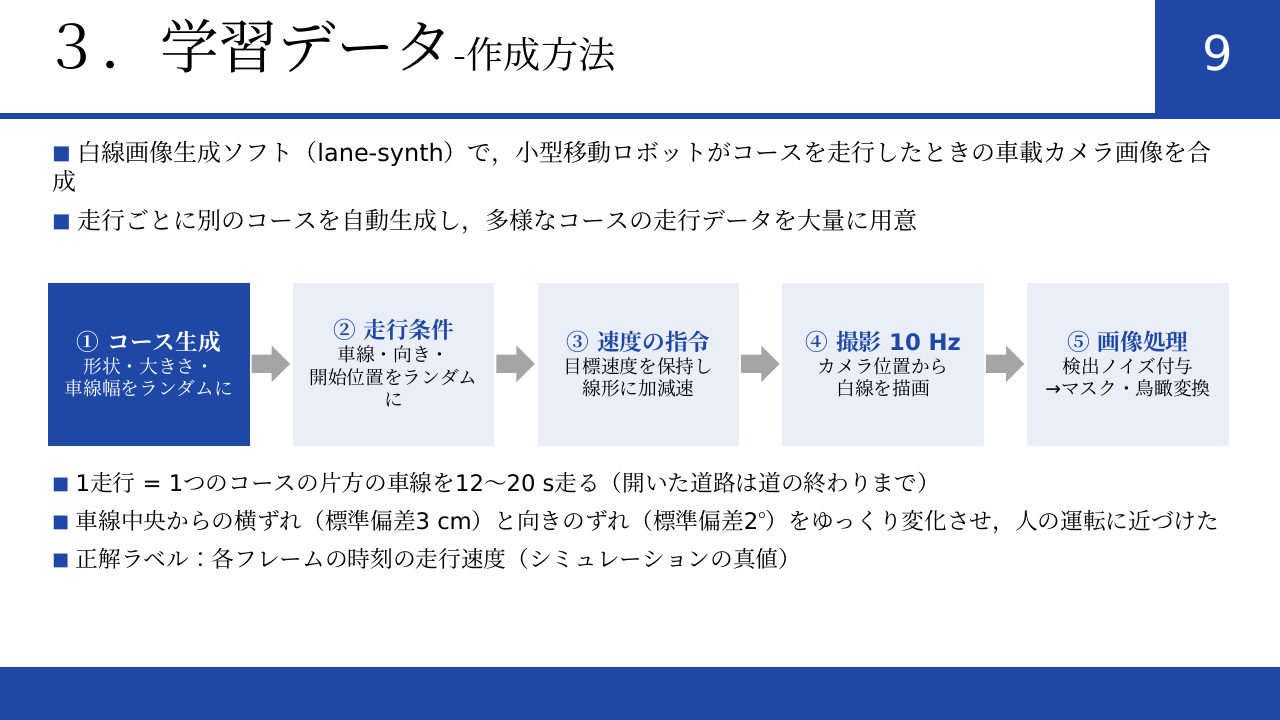 ３．学習データ-作成方法
9
■ 白線画像生成ソフト（lane-synth）で，小型移動ロボットがコースを走行したときの車載カメラ画像を合
成
■ 走行ごとに別のコースを自動生成し，多様なコースの走行データを大量に用意
① コース生成
形状・大きさ・
車線幅をランダムに
② 走行条件
車線・向き・
開始位置をランダム
に
③ 速度の指令
目標速度を保持し
線形に加減速
④ 撮影 10 Hz
カメラ位置から
白線を描画
⑤ 画像処理
検出ノイズ付与
→マスク・鳥瞰変換
■ 1走行 = 1つのコースの片方の車線を12～20 s走る（開いた道路は道の終わりまで）
■ 車線中央からの横ずれ（標準偏差3 cm）と向きのずれ（標準偏差2°）をゆっくり変化させ，人の運転に近づけた
■ 正解ラベル：各フレームの時刻の走行速度（シミュレーションの真値）